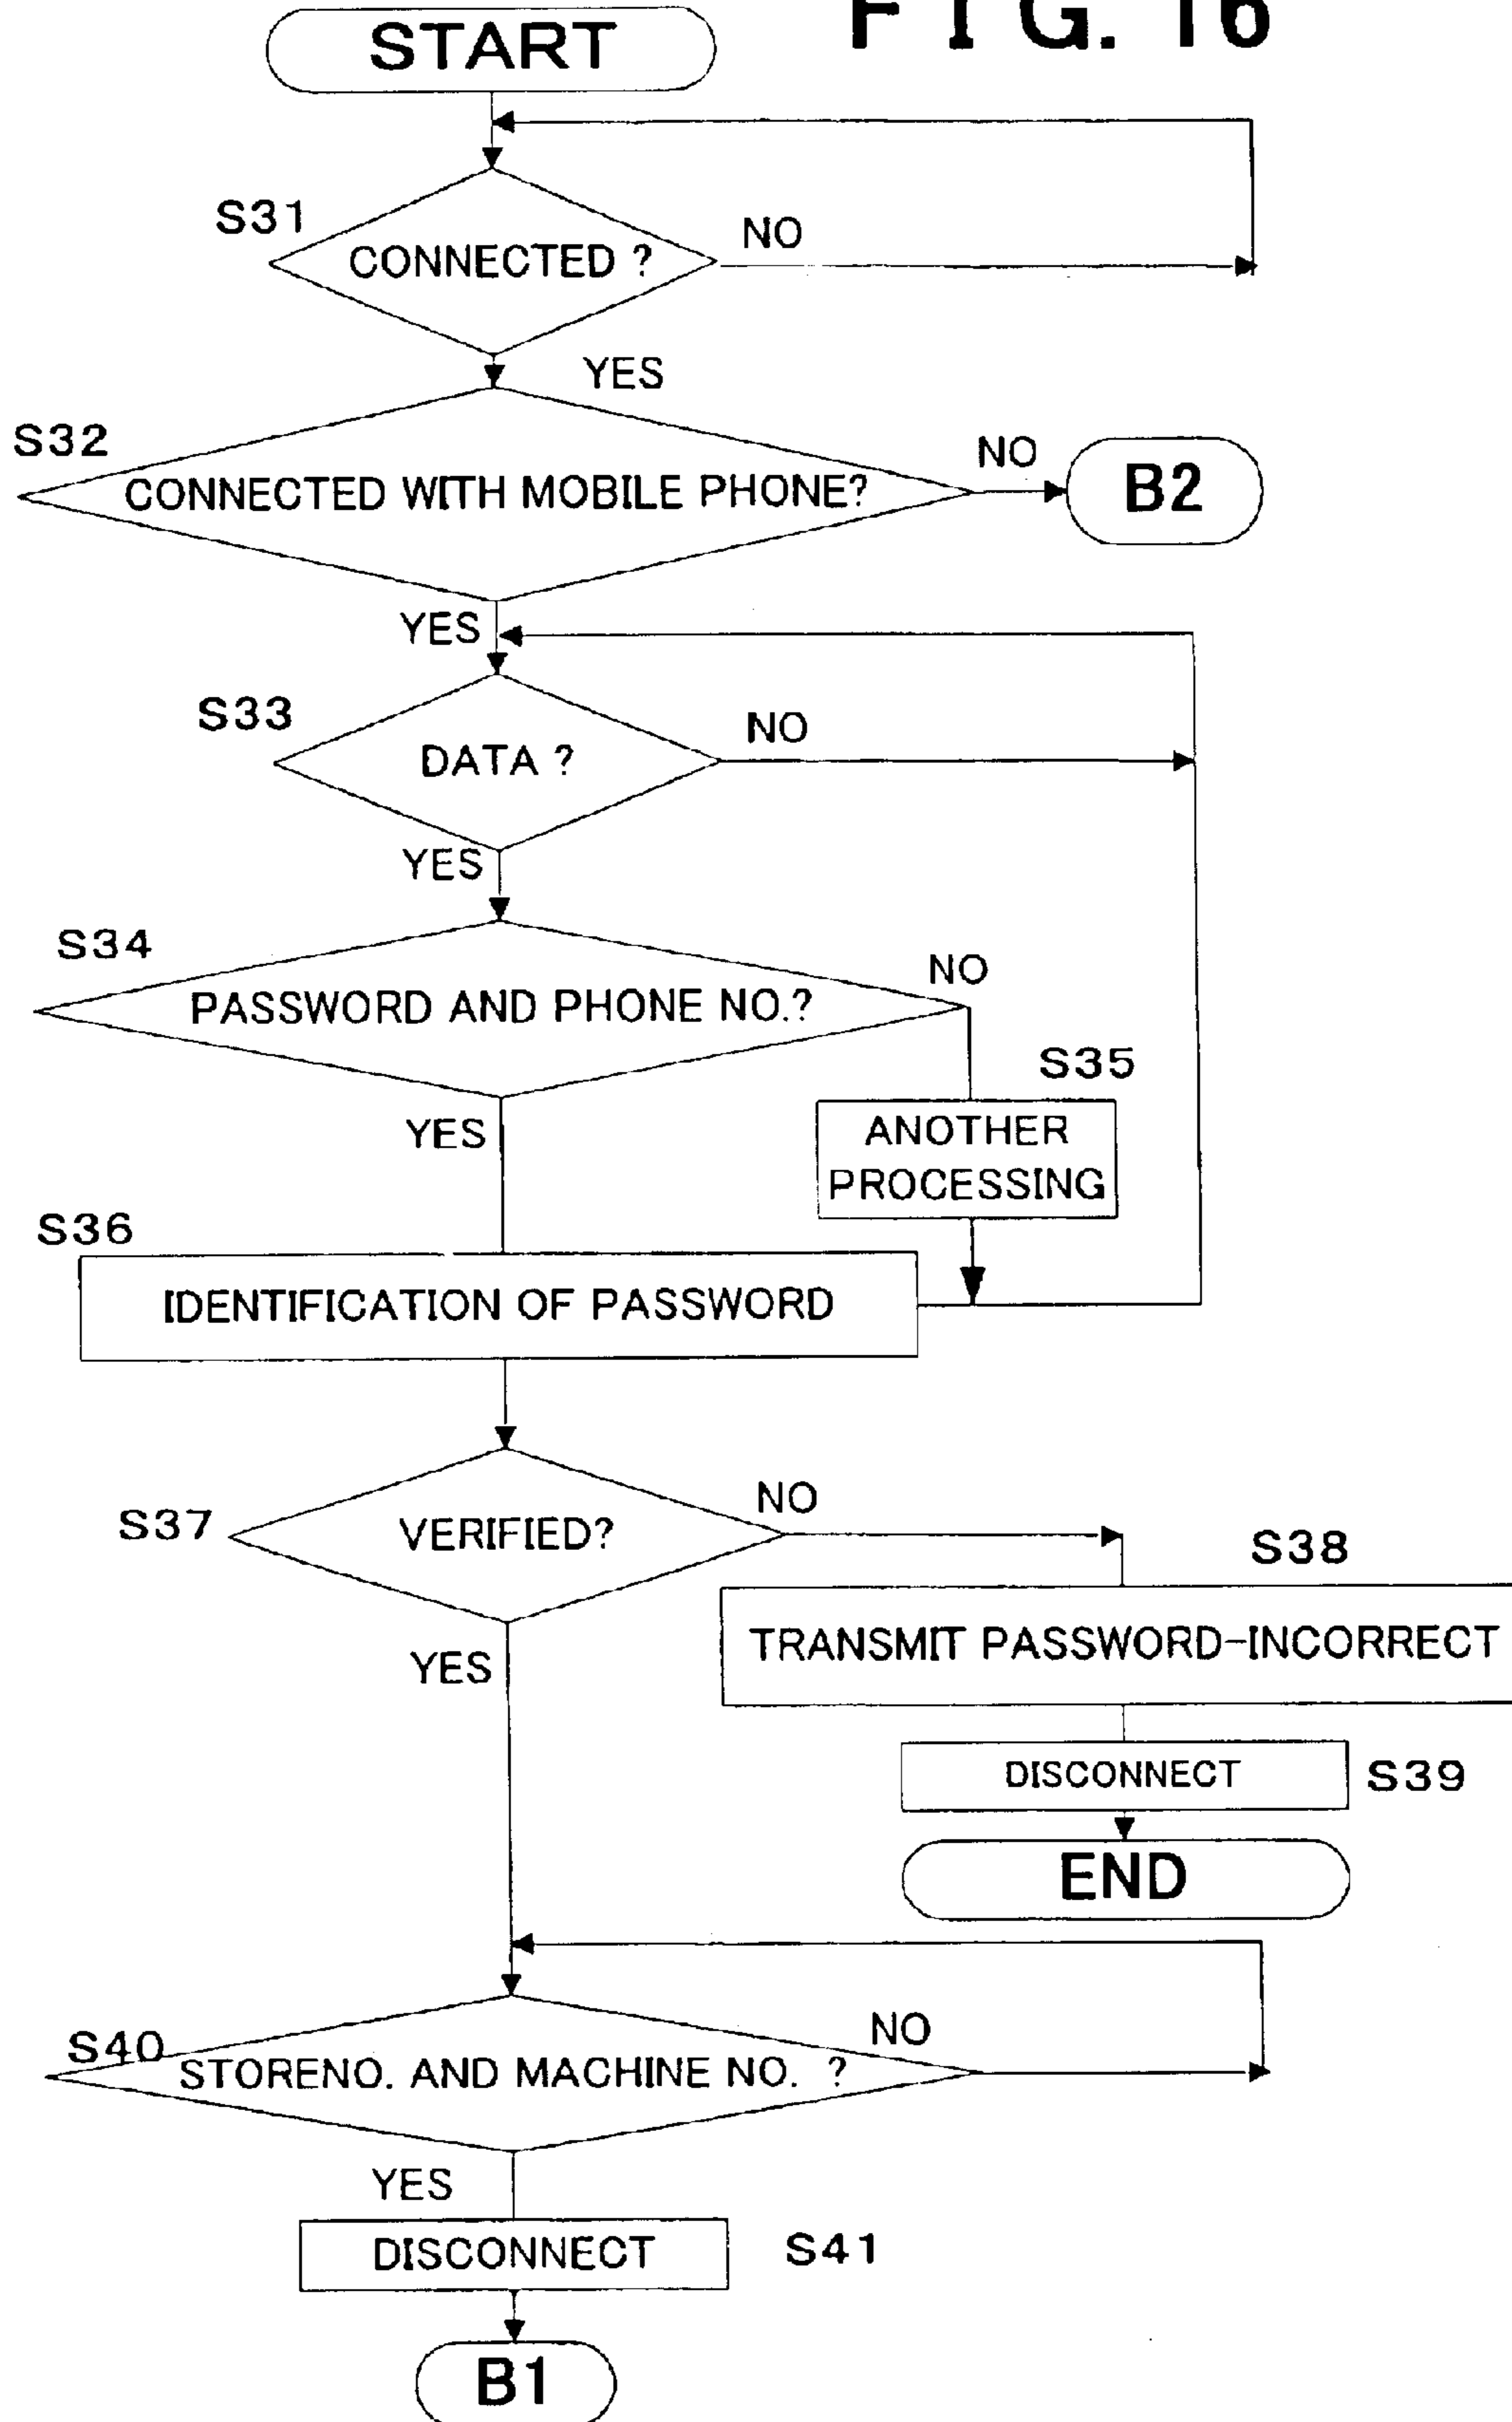 FIG. 16
START
S31
CONNECTED ?
NO
YES
S32
CONNECTED WITH MOBILE PHONE?
NO
B2
YES
S33
DATA ?
NO
YES
S34
PASSWORD AND PHONE NO.?
NO
S35
YES
ANOTHER
PROCESSING
S36
IDENTIFICATION OF PASSWORD
S37
VERIFIED?
NO
S38
TRANSMIT PASSWORD-INCORRECT
YES
DISCONNECT
S39
END
S40
STORENO. AND MACHINE NO. ?
NO
YES
DISCONNECT
S41
B1